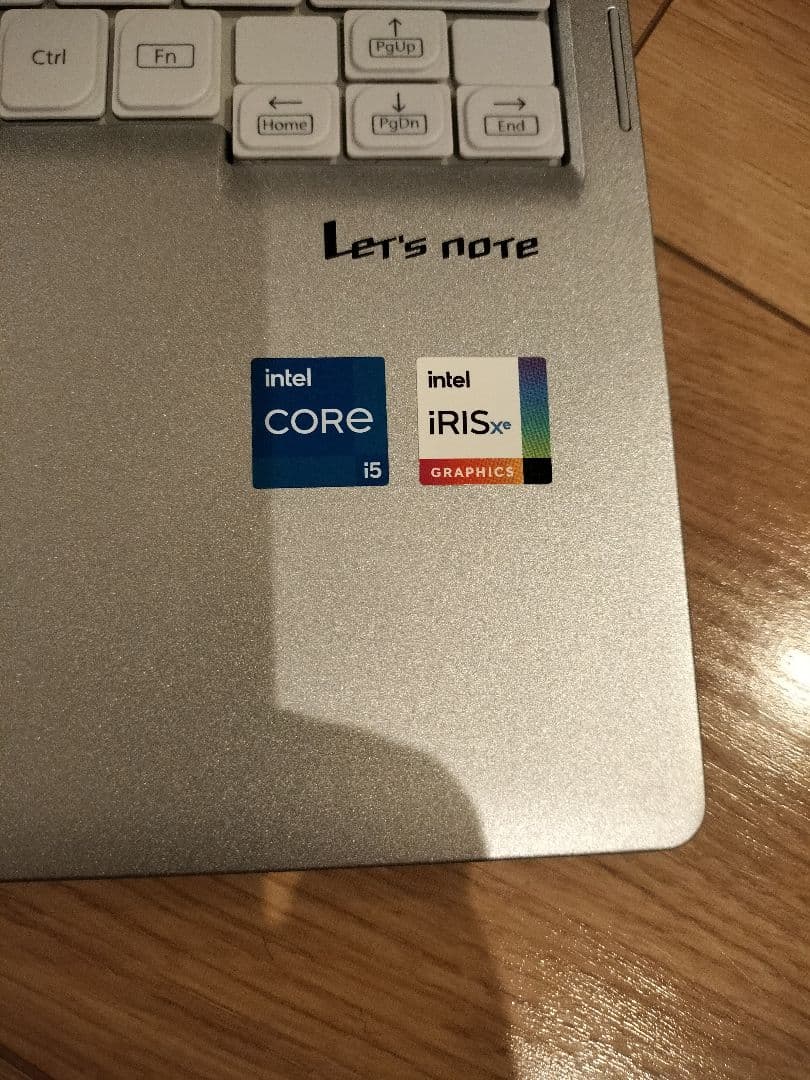 Ctrl
Fn
↑
PgUp
←
Home
↓
PgDn
→
End
Let's note
intel
CORE
i5
intel
iRISxe
GRAPHICS